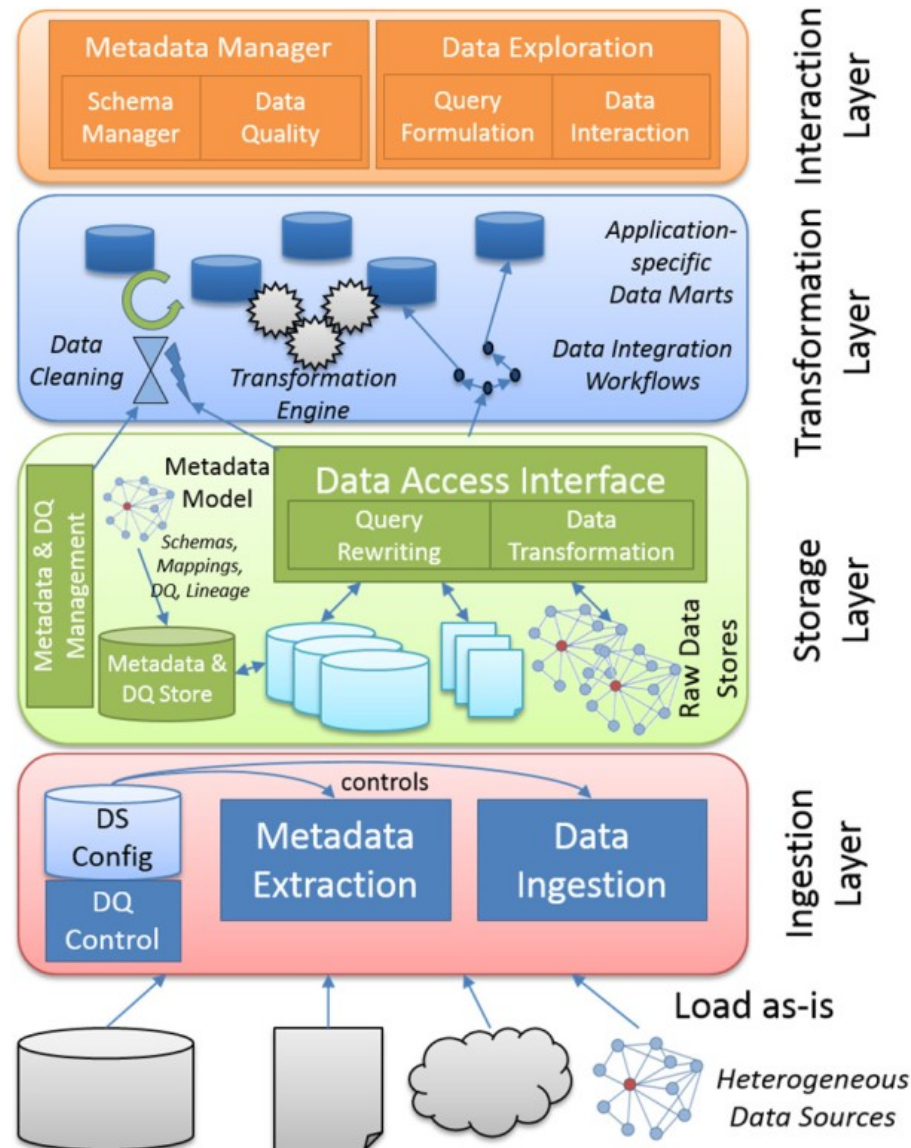 Metadata Manager
Schema
Manager
Data
Quality
Data Exploration
Query
Formulation
Data
Interaction
Interaction
Layer
Application-
specific
Data Marts
Data
Cleaning
Transformation
Engine
Data Integration
Workflows
Transformation
Layer
Metadata & DQ
Management
Metadada
Model
Schemas,
Mappings,
DQ, Lineage
Metadata &
DQ Store
Data Access Interface
Query
Rewriting
Data
Transformation
Raw Data
Stores
Storage
Layer
controls
DS
Config
DQ
Control
Metadata
Extraction
Data
Ingestion
Ingestion
Layer
Load as-is
Heterogeneous
Data Sources